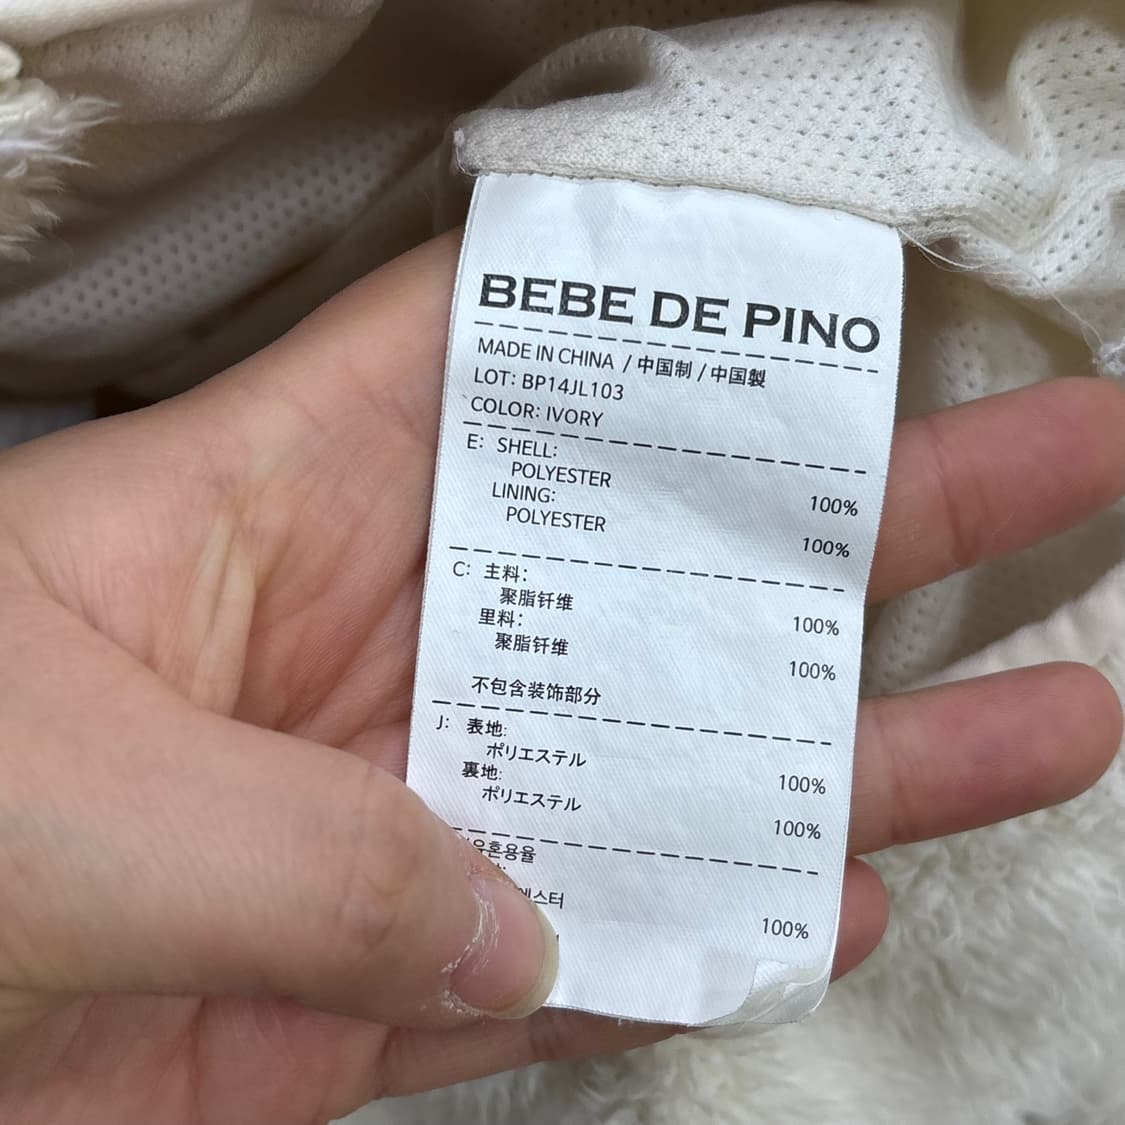 BEBE DE PINO
MADE IN CHINA / 中国制 / 中国製
LOT: BP14JL103
COLOR: IVORY
E: SHELL:
POLYESTER 100%
LINING:
POLYESTER 100%
C: 主料:
聚脂钎维 100%
里料:
聚脂钎维 100%
不包含装饰部分
J: 表地:
ポリエステル 100%
裏地:
ポリエステル 100%
혼용율
100%